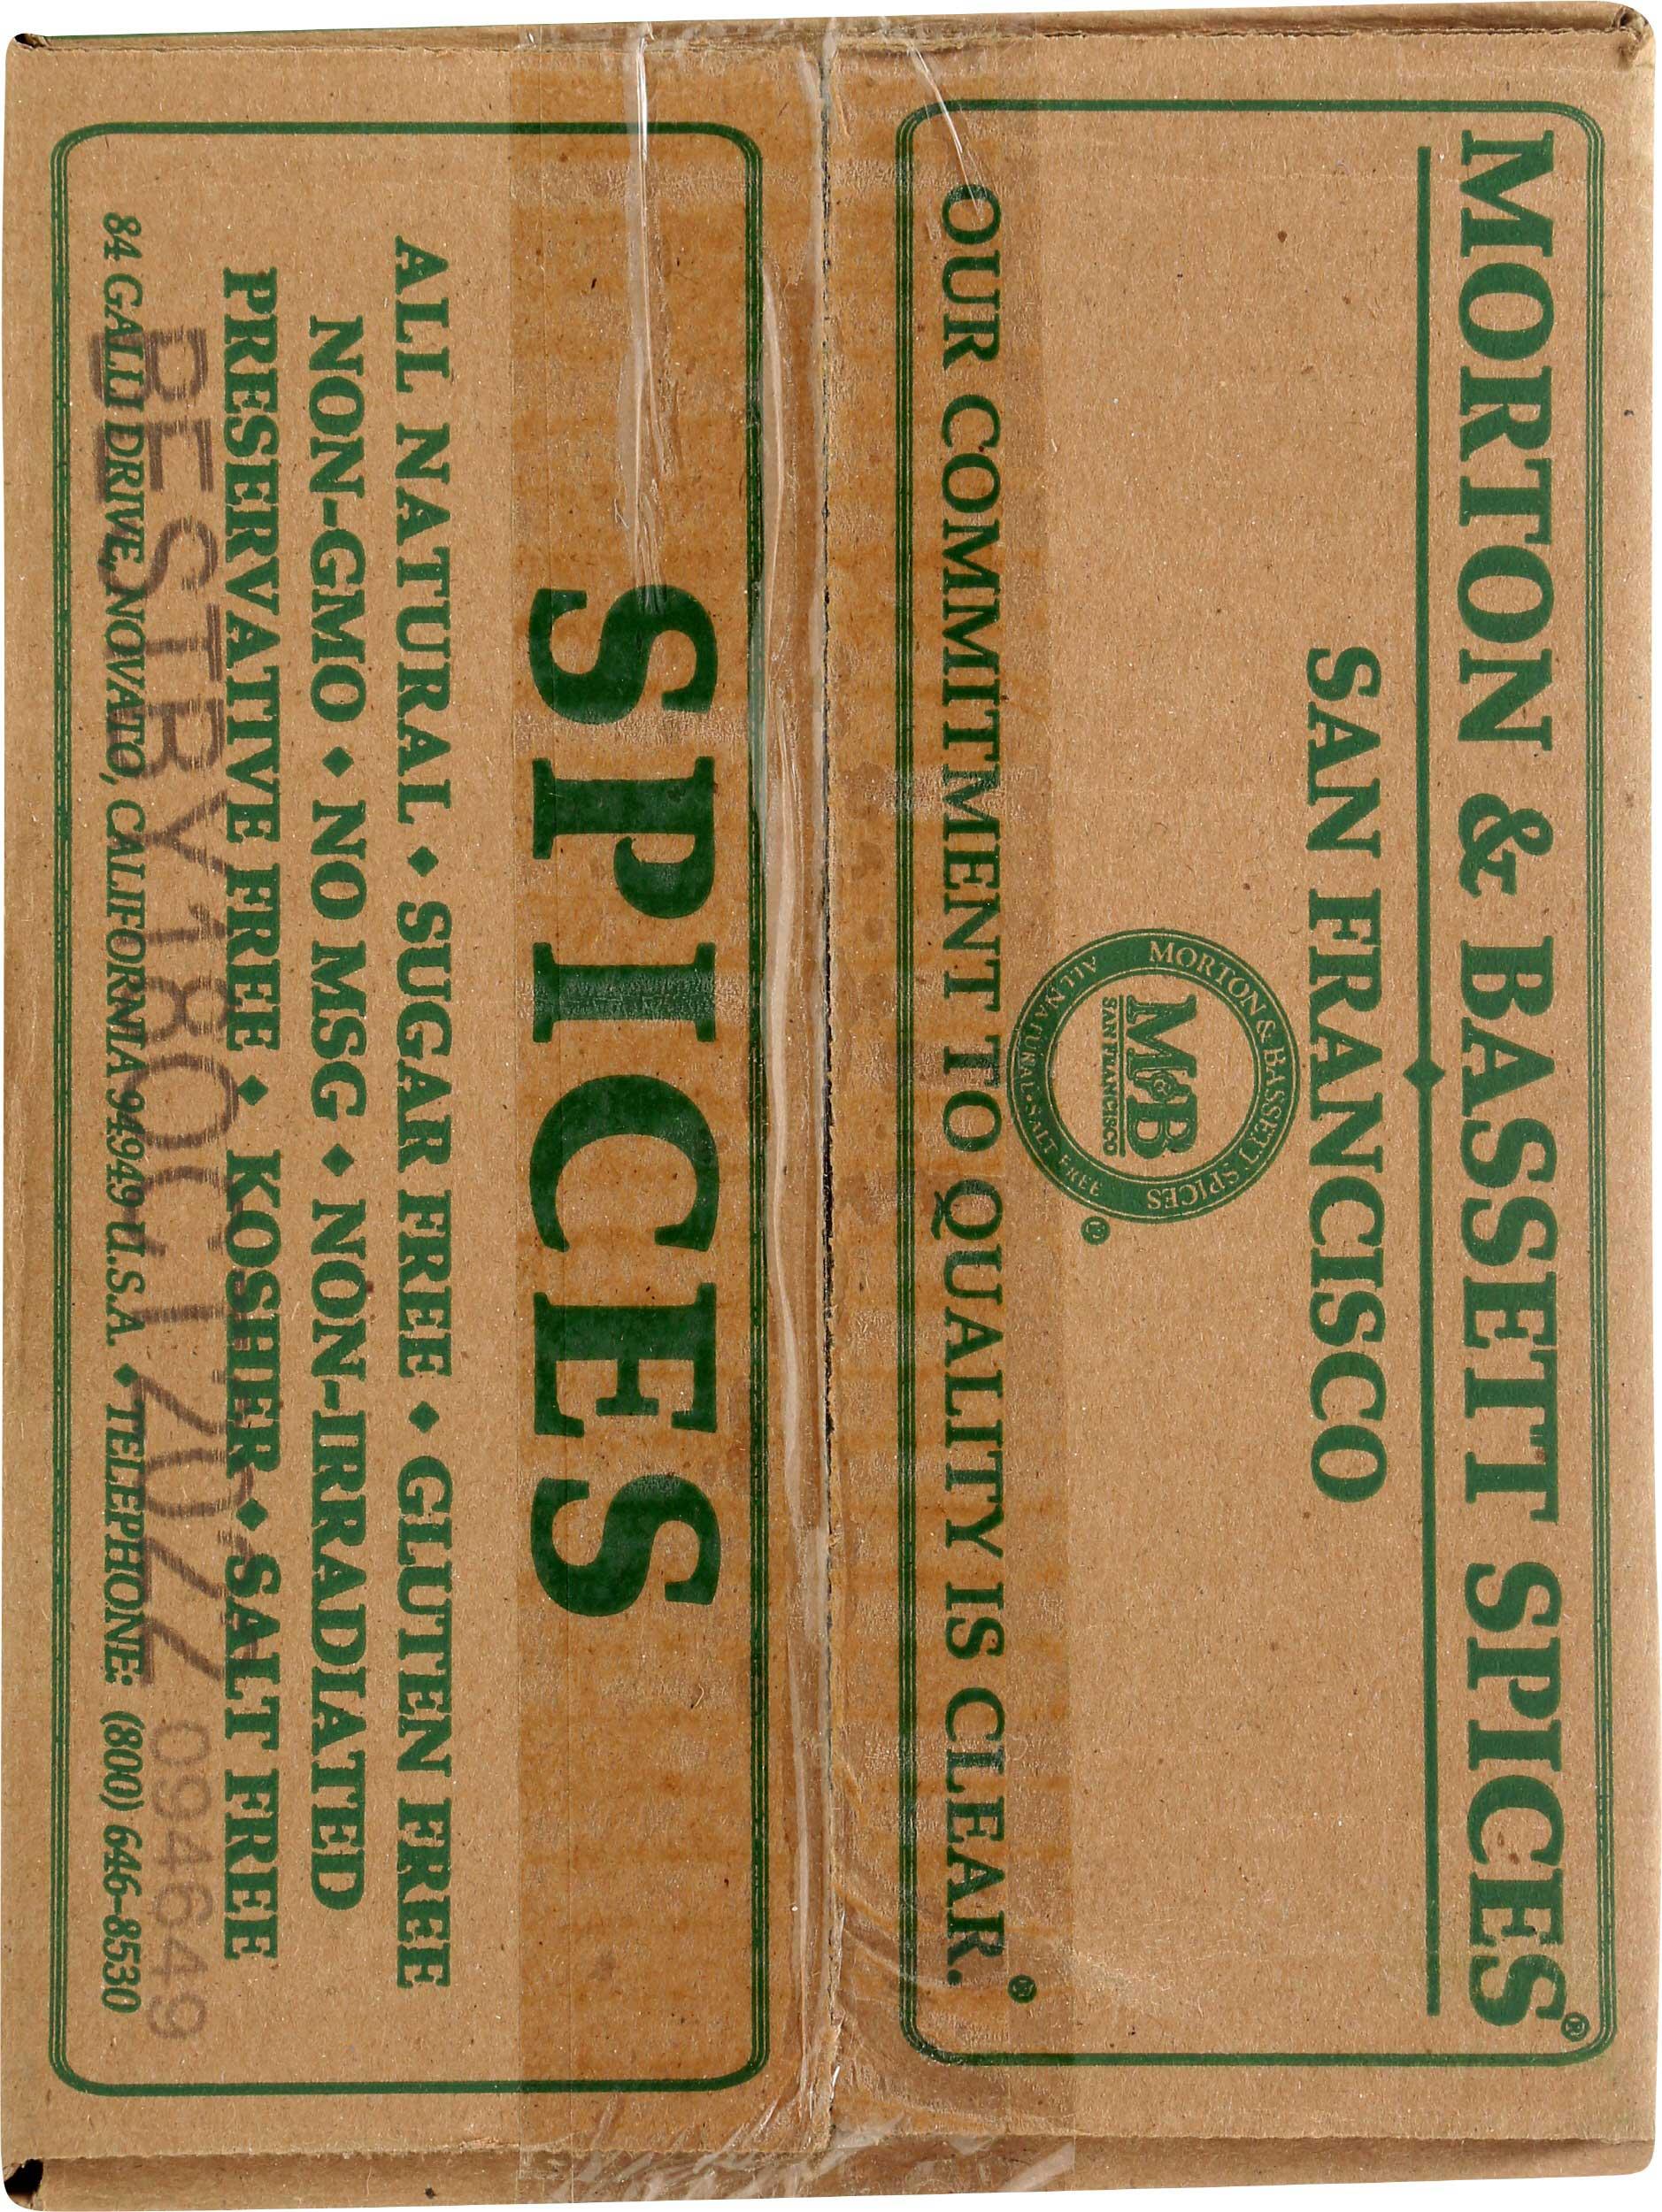 MORTON & BASSETT SPICES®
SAN FRANCISCO
MORTON & BASSETT SPICES
M&B
SAN FRANCISCO
ALL NATURAL • SALT FREE
®
OUR COMMITMENT TO QUALITY IS CLEAR.®
SPICES
ALL NATURAL ♦ SUGAR FREE ♦ GLUTEN FREE
NON-GMO ♦ NO MSG ♦ NON-IRRADIATED
PRESERVATIVE FREE ♦ KOSHER ♦ SALT FREE
BEST BY 18OCT2022 094649
84 GALLI DRIVE, NOVATO, CALIFORNIA 94949 U.S.A. ♦ TELEPHONE: (800) 646-8530